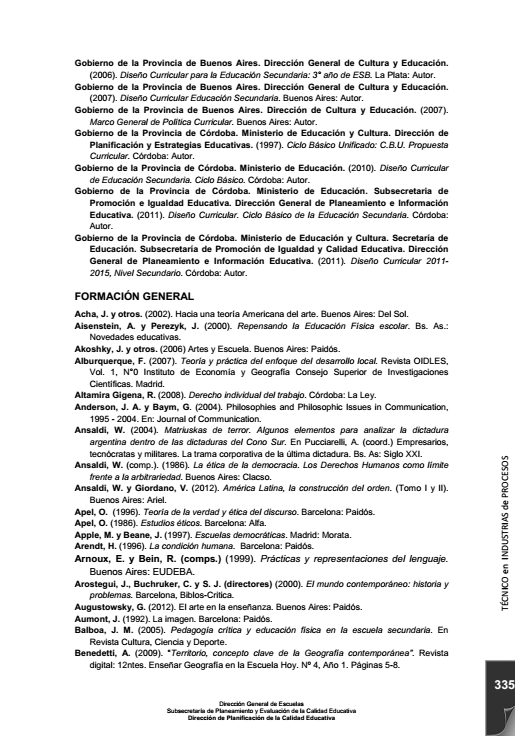 Gobierno de la Provincia de Buenos Aires. Dirección General de Cultura y Educación.
(2006). Diseño Curricular para la Educación Secundaria: 3° año de ESB. La Plata: Autor.
Gobierno de la Provincia de Buenos Aires. Dirección General de Cultura y Educación.
(2007). Diseño Curricular Educación Secundaria. Buenos Aires: Autor.
Gobierno de la Provincia de Buenos Aires. Dirección de Cultura y Educación. (2007).
Marco General de Política Curricular. Buenos Aires: Autor.
Gobierno de la Provincia de Córdoba. Ministerio de Educación y Cultura. Dirección de
Planificación y Estrategias Educativas. (1997). Ciclo Básico Unificado: C.B.U. Propuesta
Curricular. Córdoba: Autor.
Gobierno de la Provincia de Córdoba. Ministerio de Educación. (2010). Diseño Curricular
de Educación Secundaria. Ciclo Básico. Córdoba: Autor.
Gobierno de la Provincia de Córdoba. Ministerio de Educación. Subsecretaria de
Promoción e Igualdad Educativa. Dirección General de Planeamiento e Información
Educativa. (2011). Diseño Curricular. Ciclo Básico de la Educación Secundaria. Córdoba:
Autor.
Gobierno de la Provincia de Córdoba. Ministerio de Educación y Cultura. Secretaría de
Educación. Subsecretaría de Promoción de Igualdad y Calidad Educativa. Dirección
General de Planeamiento e Información Educativa. (2011). Diseño Curricular 2011-
2015, Nivel Secundario. Córdoba: Autor.
FORMACIÓN GENERAL
Acha, J. y otros. (2002). Hacia una teoría Americana del arte. Buenos Aires: Del Sol.
Aisenstein, A. y Perezyk, J. (2000). Repensando la Educación Física escolar. Bs. As.:
Novedades educativas.
Akoshky, J. y otros. (2006) Artes y Escuela. Buenos Aires: Paidós.
Alburquerque, F. (2007). Teoría y práctica del enfoque del desarrollo local. Revista OIDLES,
Vol. 1, N°0 Instituto de Economía y Geografía Consejo Superior de Investigaciones
Científicas. Madrid.
Altamira Gigena, R. (2008). Derecho individual del trabajo. Córdoba: La Ley.
Anderson, J. A. y Baym, G. (2004). Philosophies and Philosophic Issues in Communication,
1995 - 2004. En: Journal of Communication.
Ansaldi, W. (2004). Matriuskas de terror. Algunos elementos para analizar la dictadura
argentina dentro de las dictaduras del Cono Sur. En Pucciarelli, A. (coord.) Empresarios,
tecnócratas y militares. La trama corporativa de la última dictadura. Bs. As: Siglo XXI.
Ansaldi, W. (comp.). (1986). La ética de la democracia. Los Derechos Humanos como límite
frente a la arbitrariedad. Buenos Aires: Clacso.
Ansaldi, W. y Giordano, V. (2012). América Latina, la construcción del orden. (Tomo I y II).
Buenos Aires: Ariel.
Apel, O. (1996). Teoría de la verdad y ética del discurso. Barcelona: Paidós.
Apel, O. (1986). Estudios éticos. Barcelona: Alfa.
Apple, M. y Beane, J. (1997). Escuelas democráticas. Madrid: Morata.
Arendt, H. (1996). La condición humana. Barcelona: Paidós.
Arnoux, E. y Bein, R. (comps.) (1999). Prácticas y representaciones del lenguaje.
Buenos Aires: EUDEBA.
Arostegui, J., Buchruker, C. y S. J. (directores) (2000). El mundo contemporáneo: historia y
problemas. Barcelona, Biblos-Critica.
Augustowsky, G. (2012). El arte en la enseñanza. Buenos Aires: Paidós.
Aumont, J. (1992). La imagen. Barcelona: Paidós.
Balboa, J. M. (2005). Pedagogía crítica y educación física en la escuela secundaria. En
Revista Cultura, Ciencia y Deporte.
Benedetti, A. (2009). "Territorio, concepto clave de la Geografía contemporánea". Revista
digital: 12ntes. Enseñar Geografía en la Escuela Hoy. Nº 4, Año 1. Páginas 5-8.
TÉCNICO en INDUSTRIAS de PROCESOS
335
Dirección General de Escuelas
Subsecretaría de Planeamiento y Evaluación de la Calidad Educativa
Dirección de Planificación de la Calidad Educativa